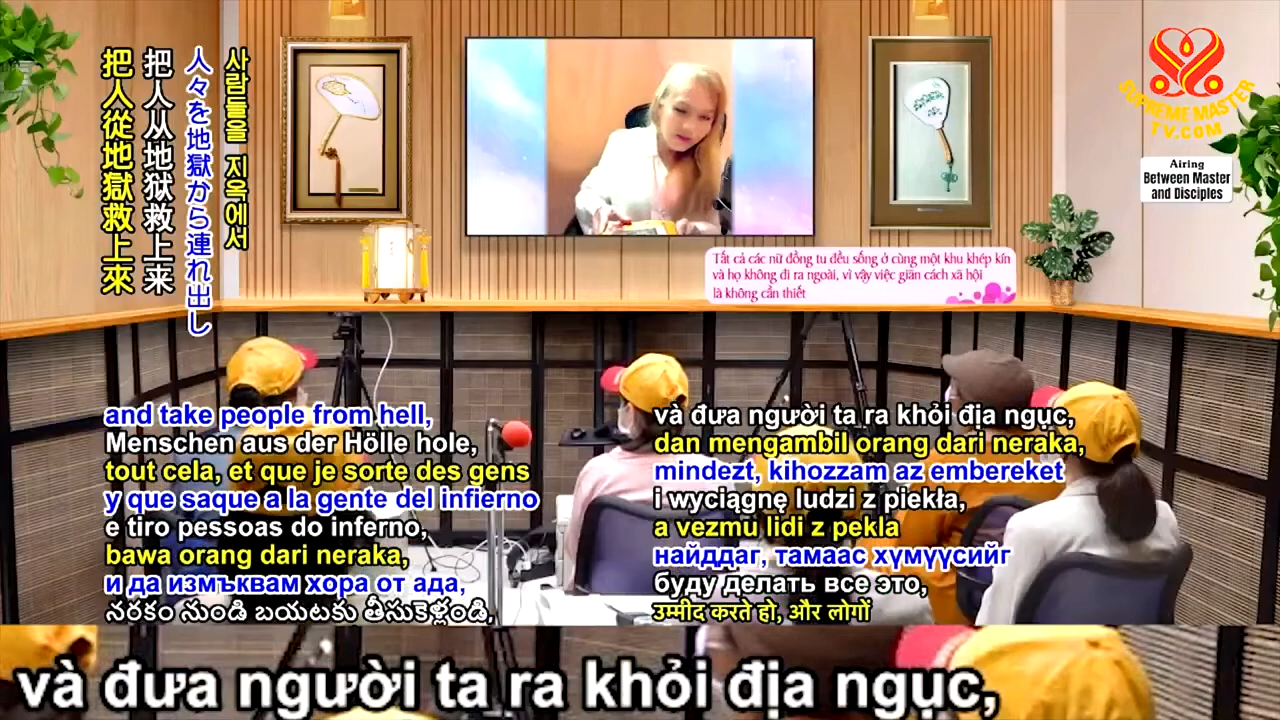 把人從地獄救上來
把人从地狱救上来
人々を地獄から連れ出し
사람들을 지옥에서
SUPREME MASTER
TV.COM
Airing
Between Master
and Disciples
Tất cả các nữ đồng tu đều sống ở cùng một khu khép kín
và họ không đi ra ngoài, vì vậy việc giãn cách xã hội
là không cần thiết
and take people from hell,
Menschen aus der Hölle hole,
tout cela, et que je sorte des gens
y que saque a la gente del infierno
e tiro pessoas do inferno,
bawa orang dari neraka,
и да измъквам хора от ада,
నరకం నుండి బయటకు తీసుకెళ్లండి,
và đưa người ta ra khỏi địa ngục,
dan mengambil orang dari neraka,
mindezt, kihozzam az embereket
i wyciągnę ludzi z piekła,
a vezmu lidi z pekla
найддаг, тамаас хүмүүсийг
буду делать все это,
उम्मीद करते हो, और लोगों
và đưa người ta ra khỏi địa ngục,